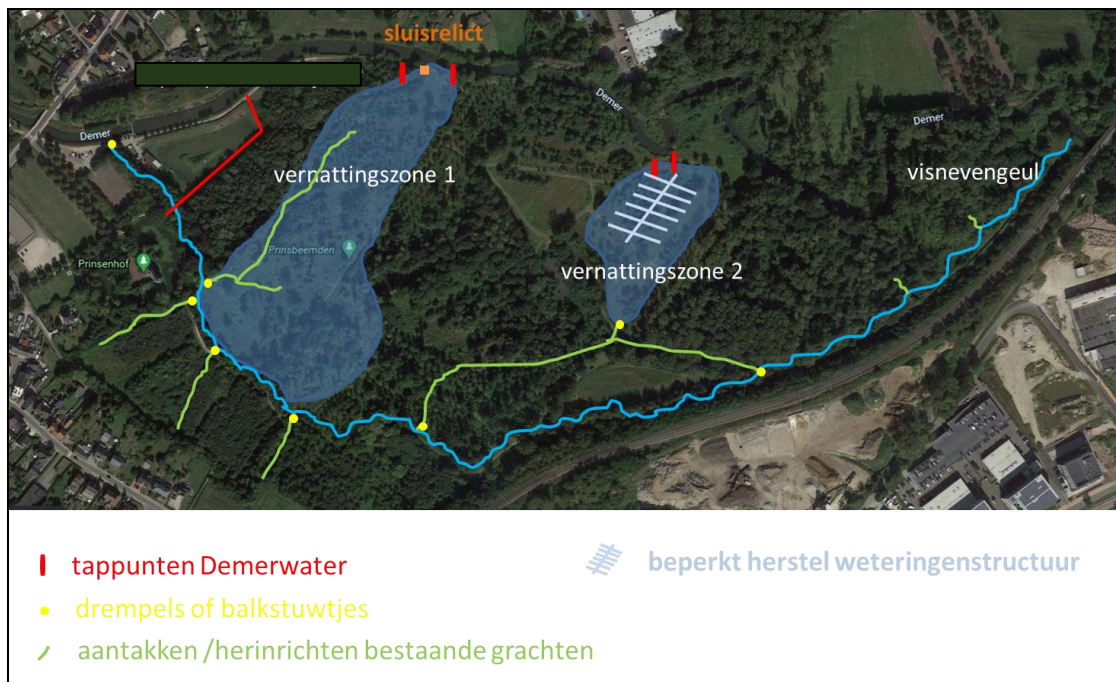 sluisrelict
Demer
Demer
Demer
vernattingszone 1
visnevengeul
Prinsbeemden
Prinsenhof
vernattingszone 2
tappunten Demerwater
beperkt herstel weteringenstructuur
drempels of balkstuwtjes
aantakken /herinrichten bestaande grachten